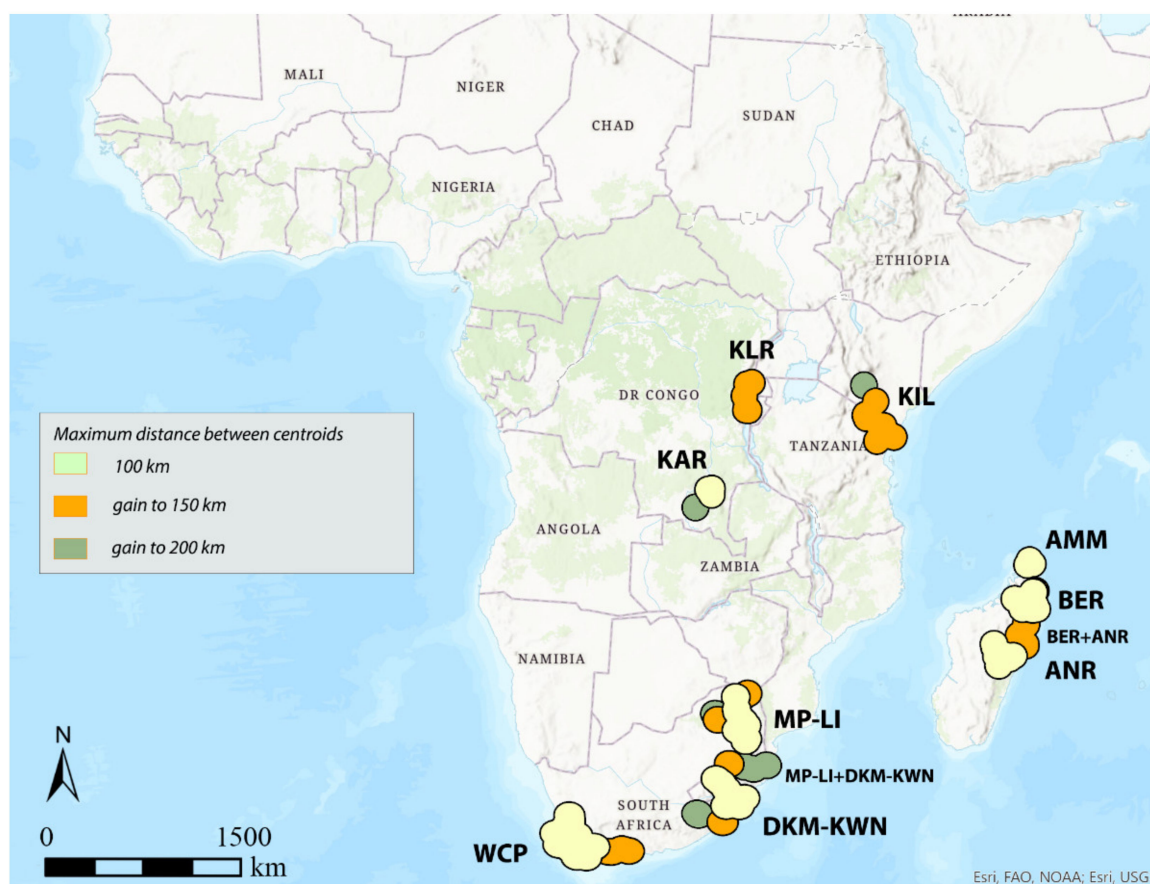 MALI
NIGER
CHAD
SUDAN
NIGERIA
ETHIOPIA
KLR
DR CONGO
KIL
TANZANIA
Maximum distance between centroids
100 km
gain to 150 km
gain to 200 km
KAR
ANGOLA
ZAMBIA
AMM
BER
BER+ANR
ANR
NAMIBIA
MP-LI
MP-LI+DKM-KWN
N
SOUTH
AFRICA
DKM-KWN
0
1500
WCP
km
Esri, FAO, NOAA; Esri, USG